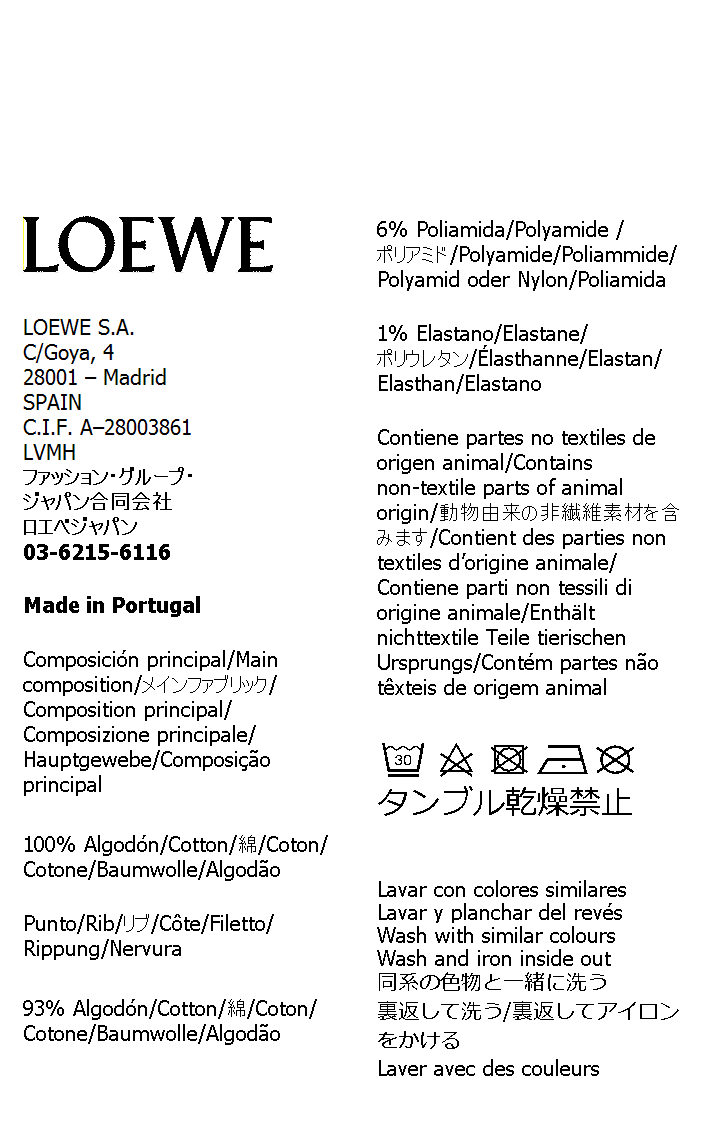 LOEWE
LOEWE S.A.
C/Goya, 4
28001 – Madrid
SPAIN
C.I.F. A–28003861
LVMH
ファッション・グループ・
ジャパン合同会社
ロエベジャパン
03-6215-6116
Made in Portugal
Composición principal/Main
composition/メインファブリック/
Composition principal/
Composizione principale/
Hauptgewebe/Composição
principal
100% Algodón/Cotton/綿/Coton/
Cotone/Baumwolle/Algodão
Punto/Rib/リブ/Côte/Filetto/
Rippung/Nervura
93% Algodón/Cotton/綿/Coton/
Cotone/Baumwolle/Algodão
6% Poliamida/Polyamide /
ポリアミド/Polyamide/Poliammide/
Polyamid oder Nylon/Poliamida
1% Elastano/Elastane/
ポリウレタン/Élasthanne/Elastan/
Elasthan/Elastano
Contiene partes no textiles de
origen animal/Contains
non-textile parts of animal
origin/動物由来の非繊維素材を含
みます/Contient des parties non
textiles d’origine animale/
Contiene parti non tessili di
origine animale/Enthält
nichttextile Teile tierischen
Ursprungs/Contém partes não
têxteis de origem animal
30
タンブル乾燥禁止
Lavar con colores similares
Lavar y planchar del revés
Wash with similar colours
Wash and iron inside out
同系の色物と一緒に洗う
裏返して洗う/裏返してアイロン
をかける
Laver avec des couleurs